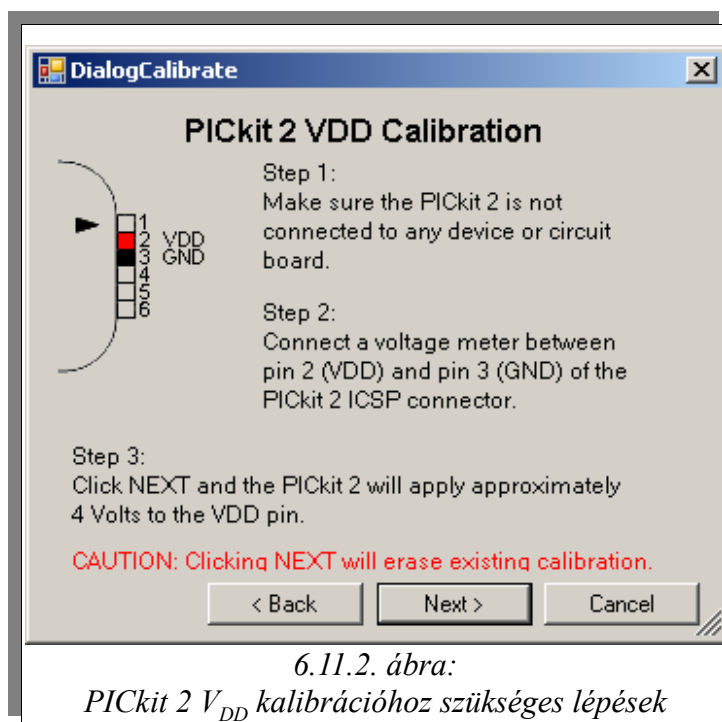 DialogCalibrate
PICkit 2 VDD Calibration
1
2 VDD
3 GND
4
5
6
Step 1:
Make sure the PICkit 2 is not
connected to any device or circuit
board.
Step 2:
Connect a voltage meter between
pin 2 (VDD) and pin 3 (GND) of the
PICkit 2 ICSP connector.
Step 3:
Click NEXT and the PICkit 2 will apply approximately
4 Volts to the VDD pin.
CAUTION: Clicking NEXT will erase existing calibration.
< Back Next > Cancel
6.11.2. ábra:
PICkit 2 VDD kalibrációhoz szükséges lépések